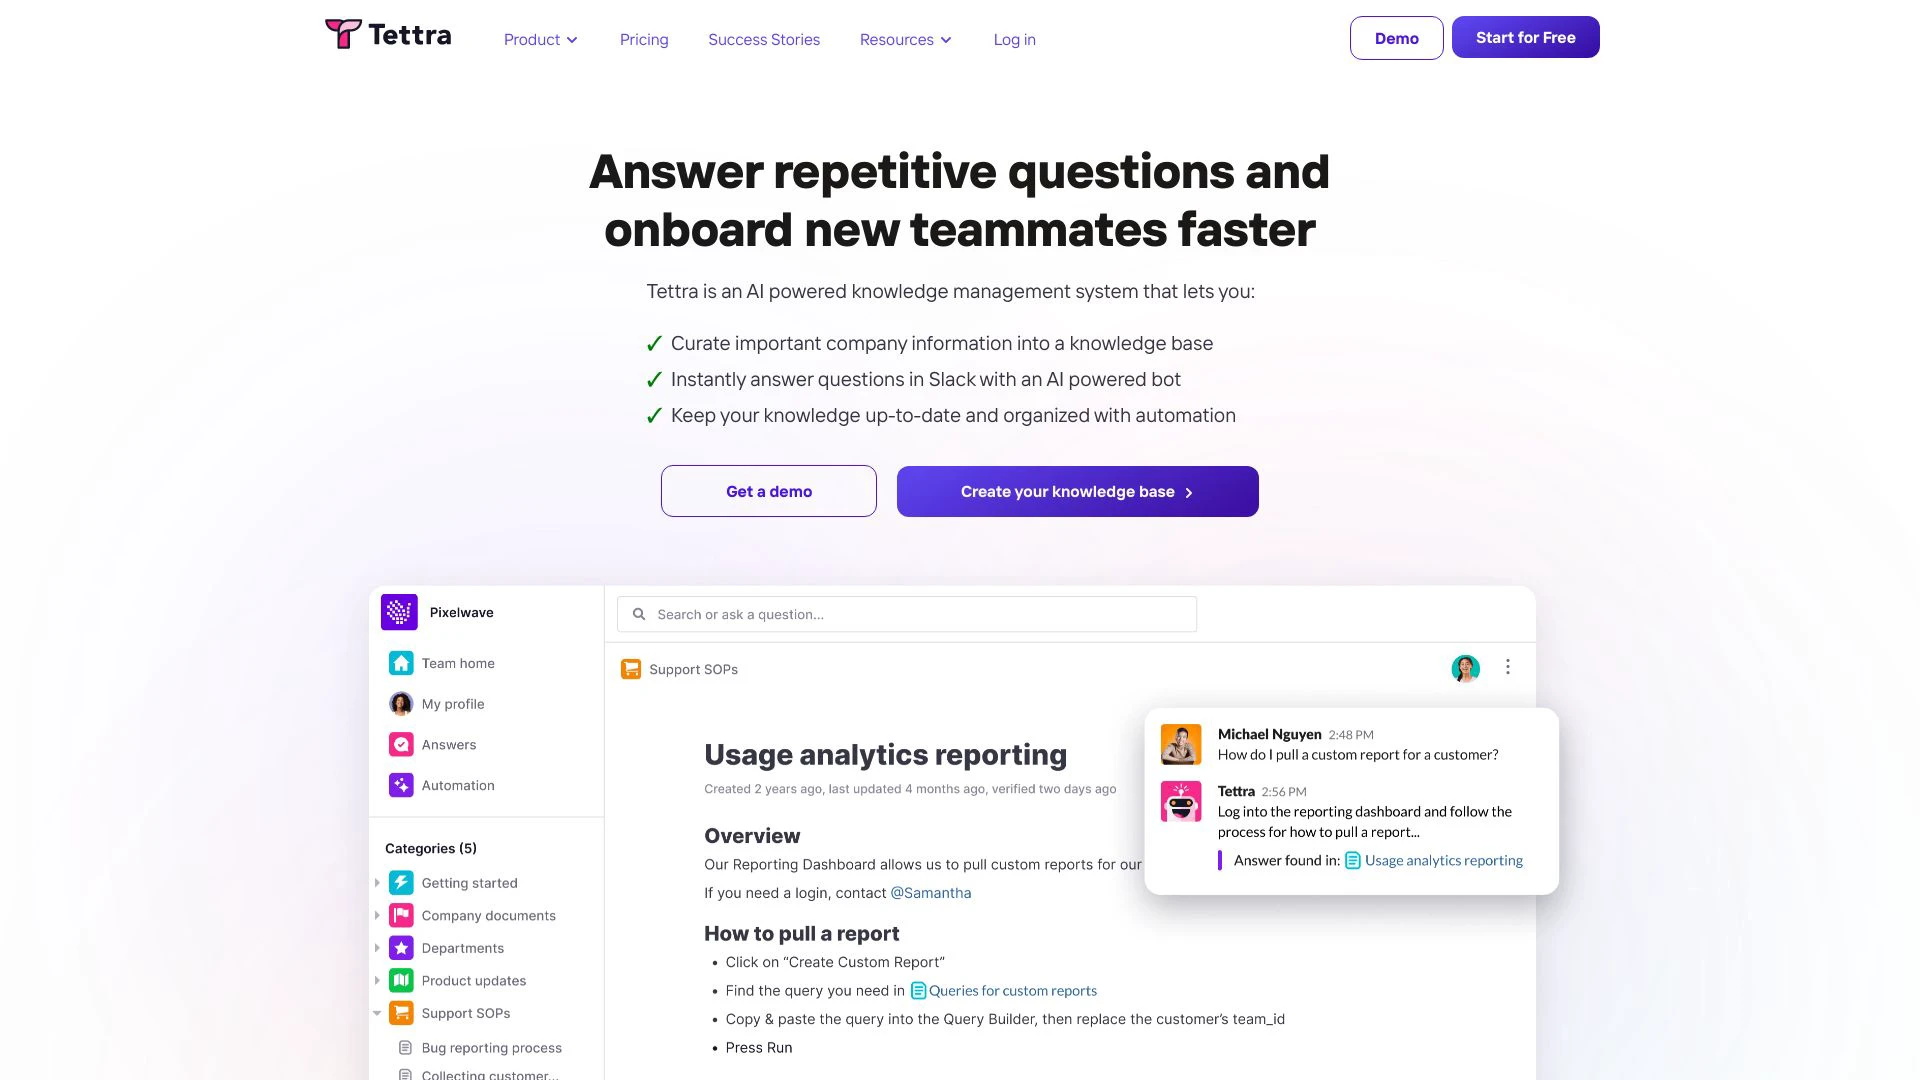 Tettra
Product
Pricing
Success Stories
Resources
Log in
Demo
Start for Free
Answer repetitive questions and
onboard new teammates faster
Tettra is an AI powered knowledge management system that lets you:
✓ Curate important company information into a knowledge base
✓ Instantly answer questions in Slack with an AI powered bot
✓ Keep your knowledge up-to-date and organized with automation
Get a demo
Create your knowledge base
Pixelwave
Team home
My profile
Answers
Automation
Categories (5)
Getting started
Company documents
Departments
Product updates
Support SOPs
Bug reporting process
Collecting customer...
Search or ask a question...
Support SOPs
Usage analytics reporting
Created 2 years ago, last updated 4 months ago, verified two days ago
Overview
Our Reporting Dashboard allows us to pull custom reports for our
If you need a login, contact @Samantha
How to pull a report
• Click on “Create Custom Report”
• Find the query you need in Queries for custom reports
• Copy & paste the query into the Query Builder, then replace the customer’s team_id
• Press Run
Michael Nguyen 2:48 PM
How do I pull a custom report for a customer?
Tettra 2:56 PM
Log into the reporting dashboard and follow the
process for how to pull a report...
Answer found in: Usage analytics reporting